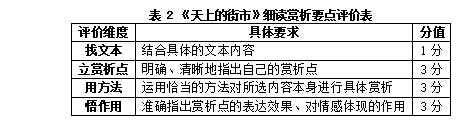 表 2 《天上的街市》细读赏析要点评价表
评价维度 具体要求 分值
找文本 结合具体的文本内容 1 分
立赏析点 明确、清晰地指出自己的赏析点 3 分
用方法 运用恰当的方法对所选内容本身进行具体赏析 3 分
悟作用 准确指出赏析点的表达效果、对情感体现的作用 3 分